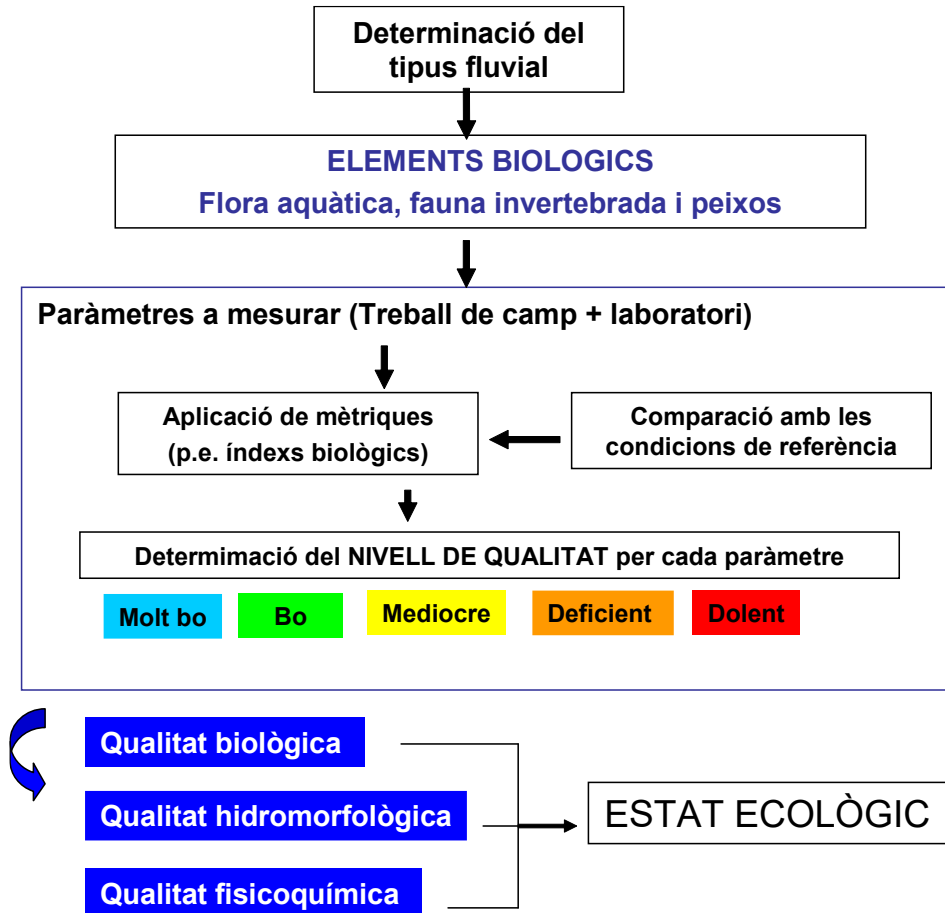 Determinació del
tipus fluvial
ELEMENTS BIOLOGICS
Flora aquàtica, fauna invertebrada i peixos
Paràmetres a mesurar (Treball de camp + laboratori)
Aplicació de mètriques
(p.e. índexs biològics)
Comparació amb les
condicions de referència
Determimació del NIVELL DE QUALITAT per cada paràmetre
Molt bo
Bo
Mediocre
Deficient
Dolent
Qualitat biològica
Qualitat hidromorfològica
Qualitat fisicoquímica
ESTAT ECOLÒGIC